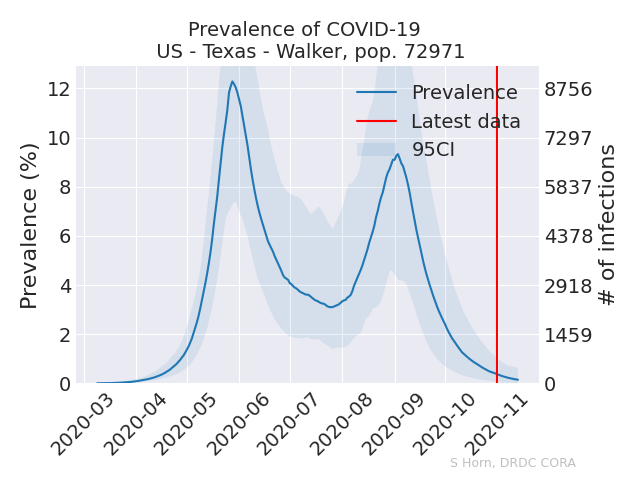 Prevalence of COVID-19
US - Texas - Walker, pop. 72971
Prevalence (%)
12
10
8
6
4
2
0
Prevalence
Latest data
95CI
8756
7297
5837
4378
2918
1459
0
# of infections
2020-03
2020-04
2020-05
2020-06
2020-07
2020-08
2020-09
2020-10
2020-11
S Horn, DRDC CORA